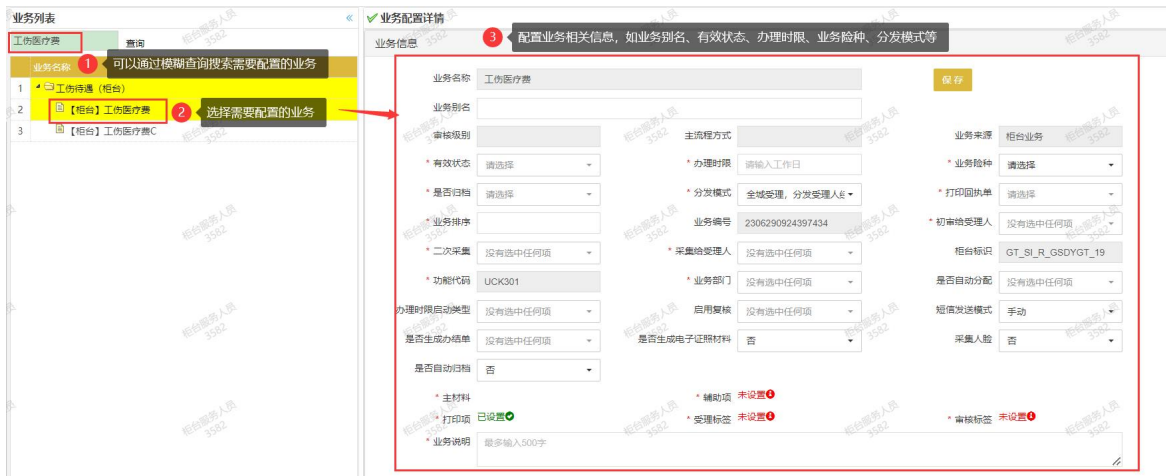 业务列表
工伤医疗费 查询
业务名称
1 可以通过模糊查询搜索需要配置的业务
1 工伤待遇（柜台）
2 【柜台】工伤医疗费
2 选择需要配置的业务
3 【柜台】工伤医疗费C
业务配置详情
业务信息
3 配置业务相关信息，如业务别名、有效状态、办理时限、业务险种、分发模式等
业务名称 工伤医疗费 保存
业务别名
审核级别 主流程方式 业务来源 柜台业务
* 有效状态 请选择 * 办理时限 请输入工作日 * 业务险种 请选择
* 是否归档 请选择 * 分发模式 全域受理，分发受理人经 * 打印回执单 请选择
* 业务排序 业务编号 2306290924397434 * 初审给受理人 没有选中任何项
* 二次采集 没有选中任何项 * 采集给受理人 没有选中任何项 柜台标识 GT_SI_R_GSDYGT_19
* 功能代码 UCK301 * 业务部门 没有选中任何项 是否自动分配 没有选中任何项
办理时限启动类型 没有选中任何项 启用复核 没有选中任何项 短信发送模式 手动
是否生成办结单 没有选中任何项 是否生成电子证照材料 否 采集人脸 否
是否自动归档 否
* 主材料 * 辅助项 未设置
* 打印项 已设置 * 受理标签 未设置 * 审核标签 未设置
* 业务说明 最多输入500字
柜台服务人员
3582